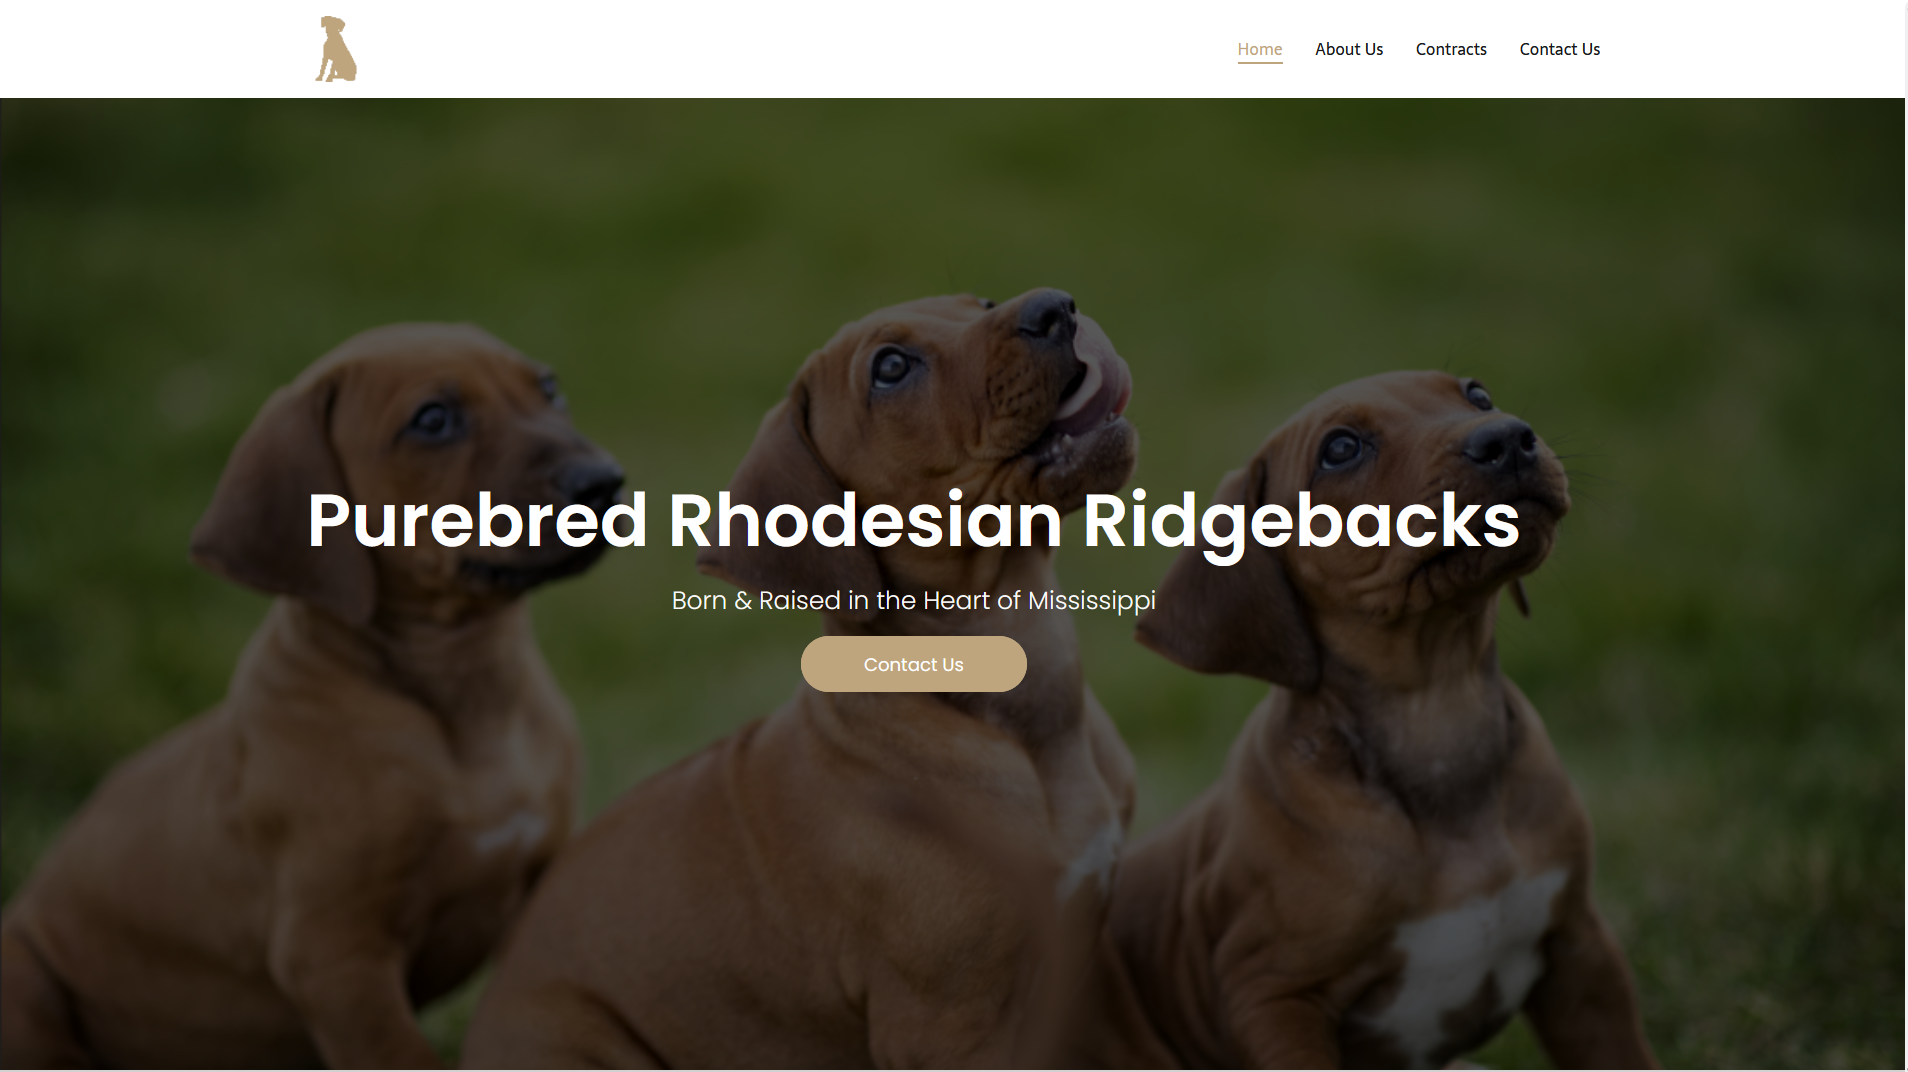 Home
About Us
Contracts
Contact Us
Purebred Rhodesian Ridgebacks
Born & Raised in the Heart of Mississippi
Contact Us